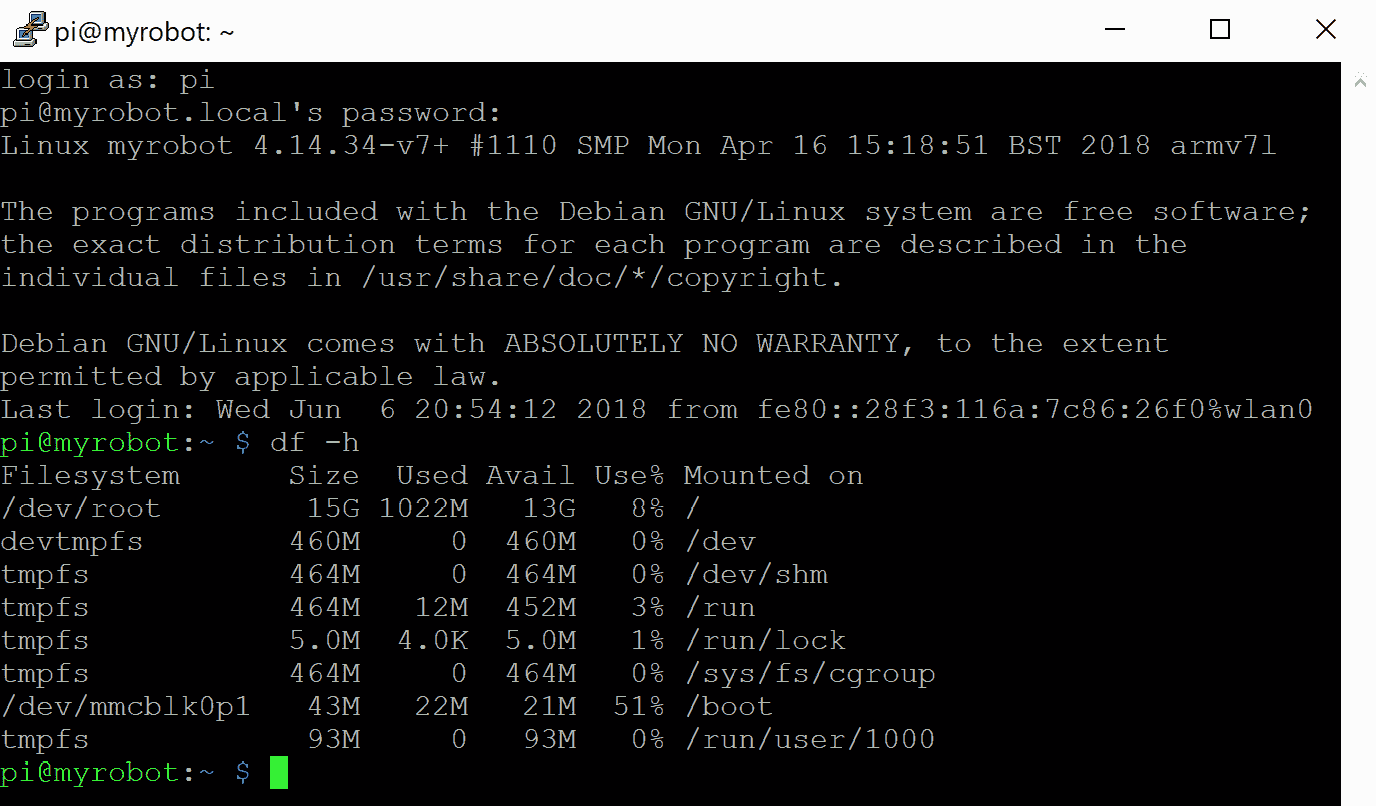 pi@myrobot: ~
login as: pi
pi@myrobot.local's password:
Linux myrobot 4.14.34-v7+ #1110 SMP Mon Apr 16 15:18:51 BST 2018 armv7l

The programs included with the Debian GNU/Linux system are free software;
the exact distribution terms for each program are described in the
individual files in /usr/share/doc/*/copyright.

Debian GNU/Linux comes with ABSOLUTELY NO WARRANTY, to the extent
permitted by applicable law.
Last login: Wed Jun  6 20:54:12 2018 from fe80::28f3:116a:7c86:26f0%wlan0
pi@myrobot:~ $ df -h
Filesystem      Size  Used Avail Use% Mounted on
/dev/root        15G 1022M   13G   8% /
devtmpfs        460M     0  460M   0% /dev
tmpfs           464M     0  464M   0% /dev/shm
tmpfs           464M   12M  452M   3% /run
tmpfs           5.0M  4.0K  5.0M   1% /run/lock
tmpfs           464M     0  464M   0% /sys/fs/cgroup
/dev/mmcblk0p1   43M   22M   21M  51% /boot
tmpfs            93M     0   93M   0% /run/user/1000
pi@myrobot:~ $